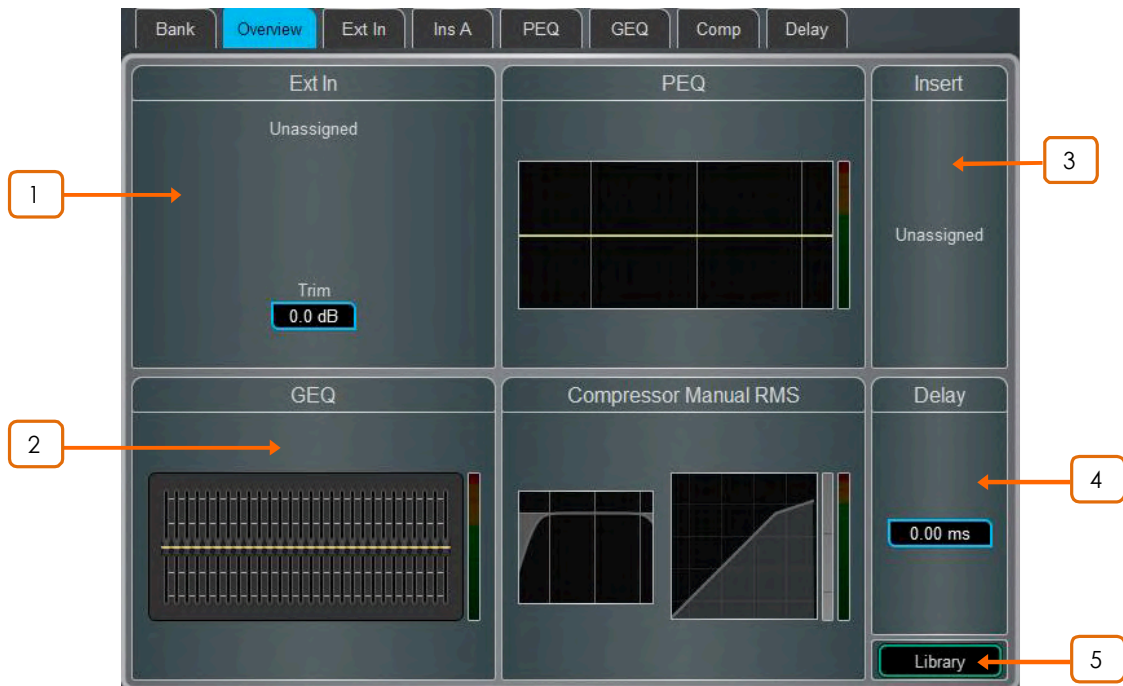 Bank Overview Ext In Ins A PEQ GEQ Comp Delay
Ext In PEQ Insert
Unassigned
1
3
Unassigned
Trim
0.0 dB
GEQ Compressor Manual RMS Delay
2
4
0.00 ms
Library 5